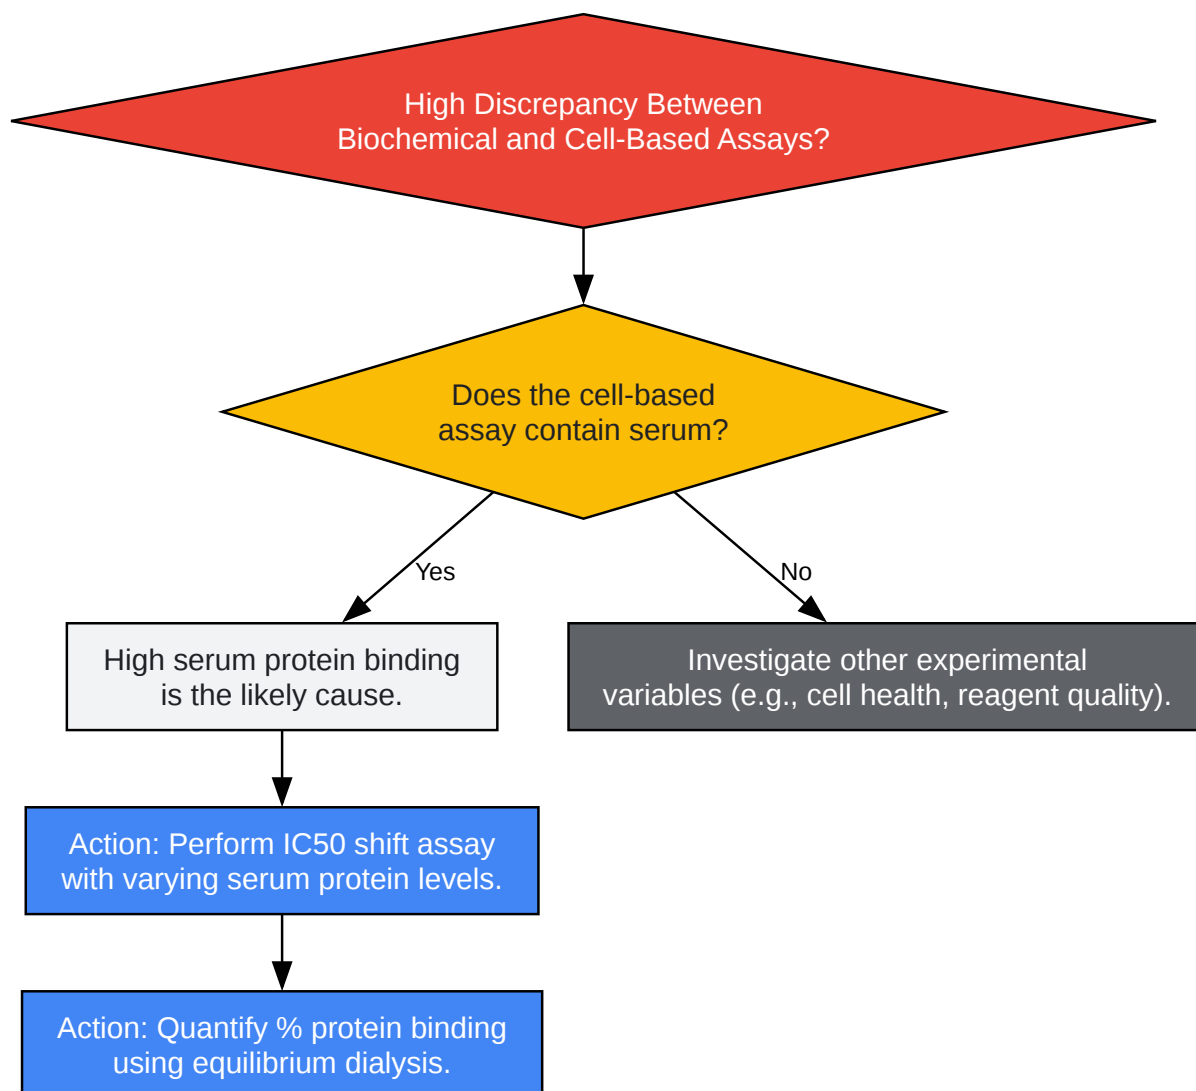 High Discrepancy Between
Biochemical and Cell-Based Assays?
Does the cell-based
assay contain serum?
Yes
No
High serum protein binding
is the likely cause.
Investigate other experimental
variables (e.g., cell health, reagent quality).
Action: Perform IC50 shift assay
with varying serum protein levels.
Action: Quantify % protein binding
using equilibrium dialysis.